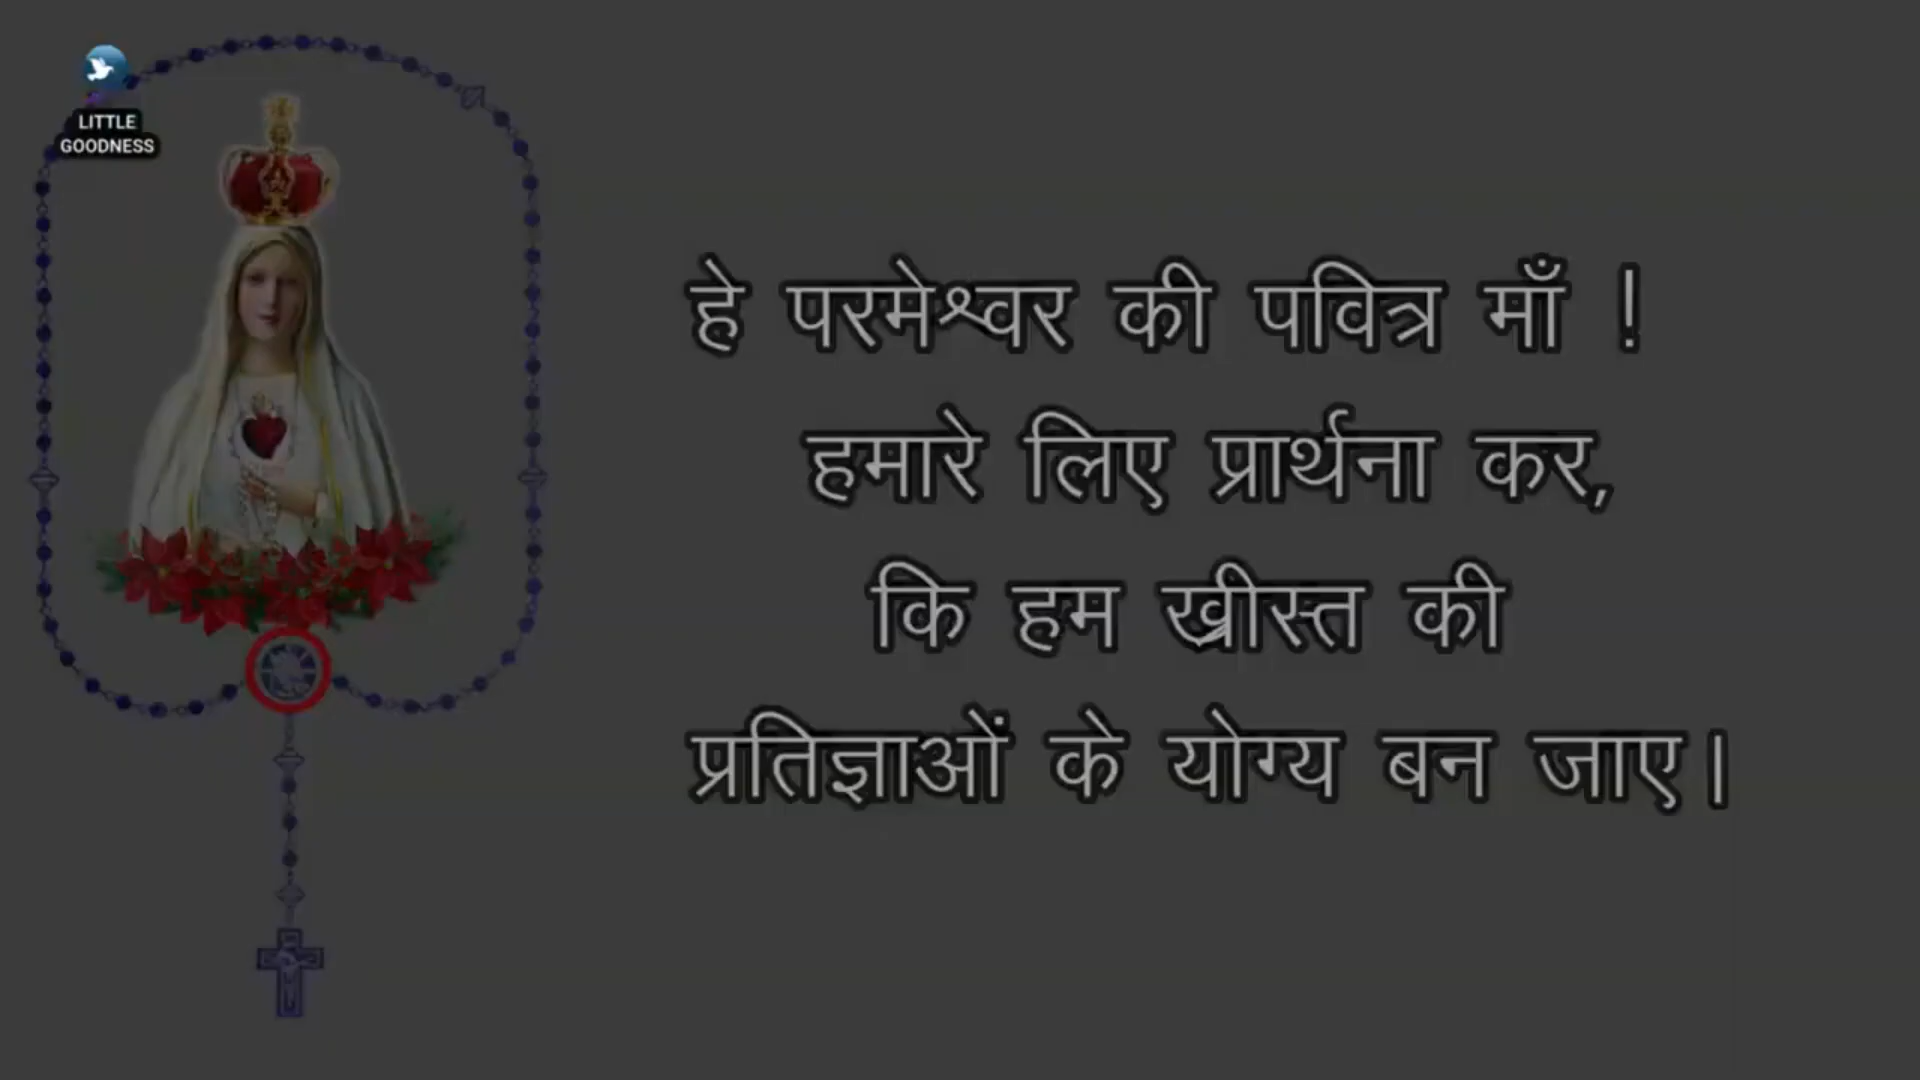 LITTLE
GOODNESS
हे परमेश्वर की पवित्र माँ !
हमारे लिए प्रार्थना कर,
कि हम ख्रीस्त की
प्रतिज्ञाओं के योग्य बन जाए।